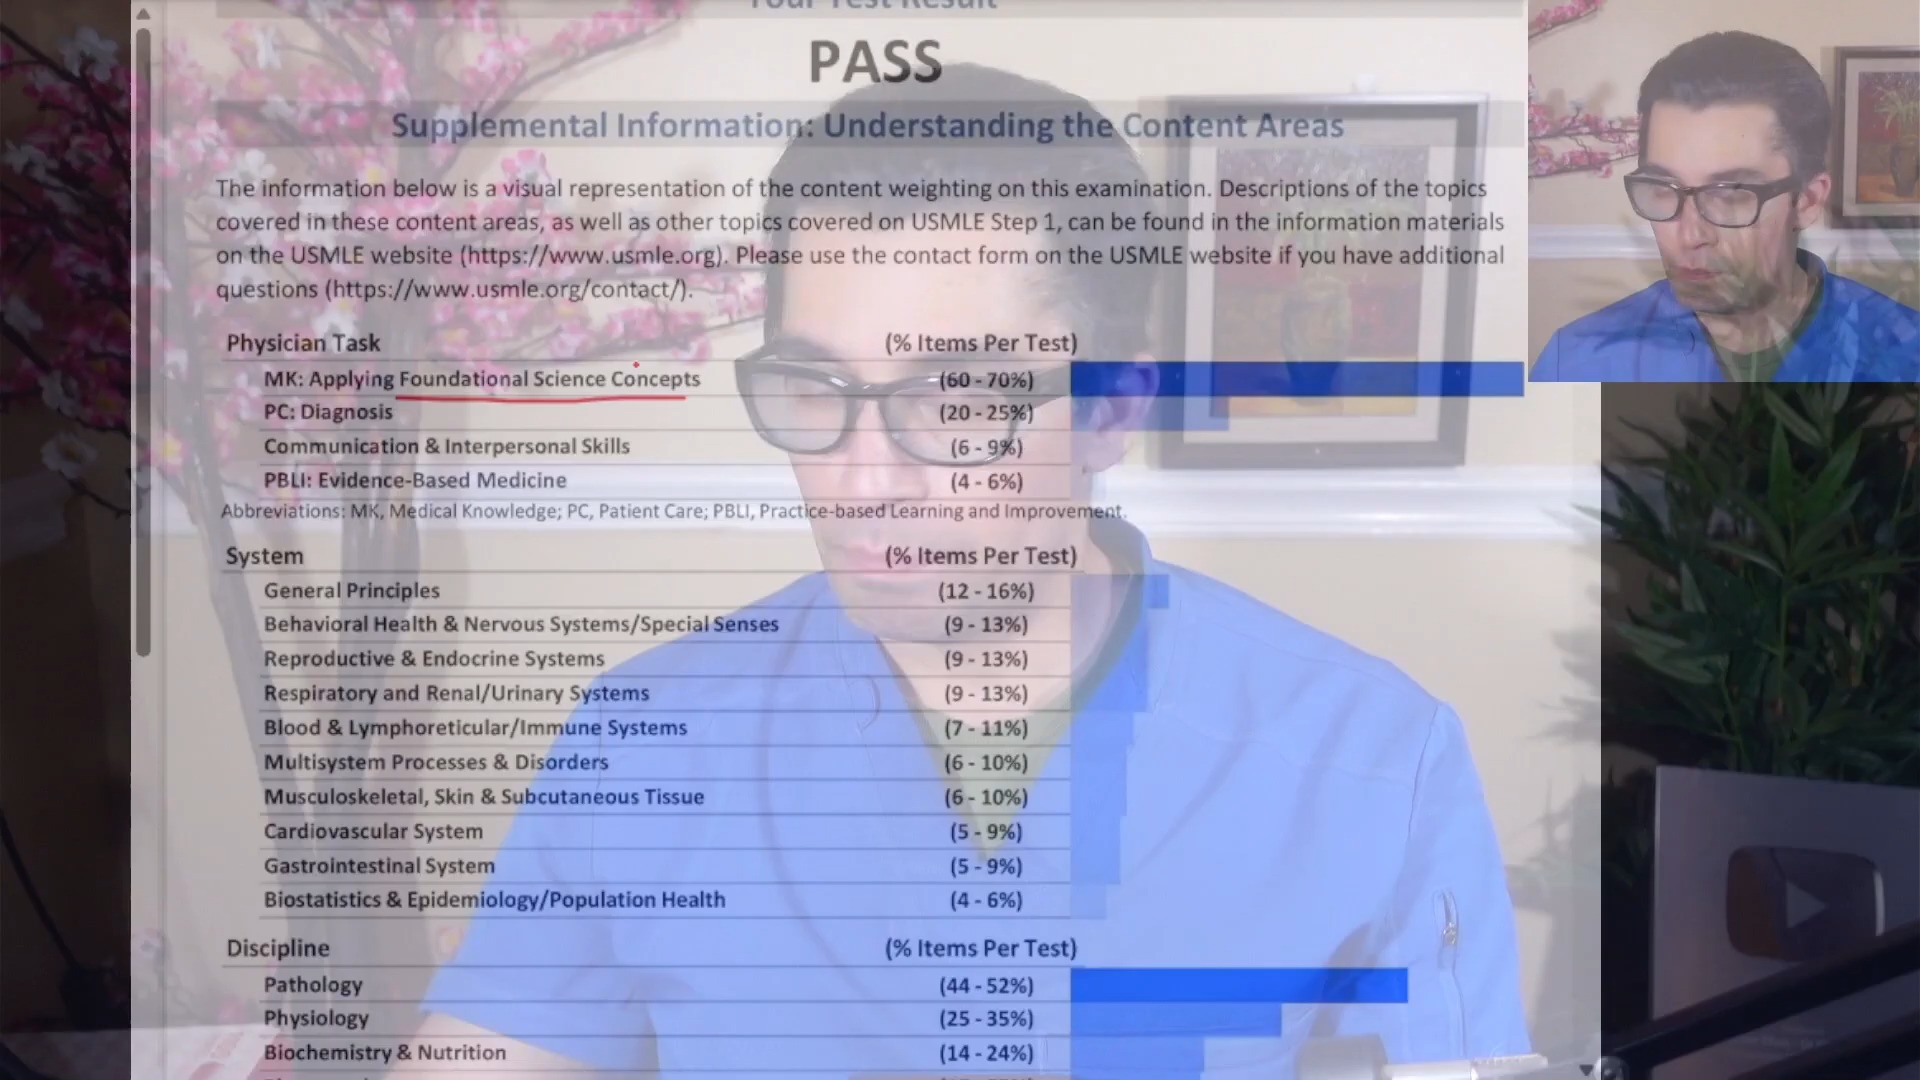 Your Test Result
PASS
Supplemental Information: Understanding the Content Areas
The information below is a visual representation of the content weighting on this examination. Descriptions of the topics
covered in these content areas, as well as other topics covered on USMLE Step 1, can be found in the information materials
on the USMLE website (https://www.usmle.org). Please use the contact form on the USMLE website if you have additional
questions (https://www.usmle.org/contact/).
Physician Task (% Items Per Test)
MK: Applying Foundational Science Concepts (60 - 70%)
PC: Diagnosis (20 - 25%)
Communication & Interpersonal Skills (6 - 9%)
PBLI: Evidence-Based Medicine (4 - 6%)
Abbreviations: MK, Medical Knowledge; PC, Patient Care; PBLI, Practice-based Learning and Improvement.
System (% Items Per Test)
General Principles (12 - 16%)
Behavioral Health & Nervous Systems/Special Senses (9 - 13%)
Reproductive & Endocrine Systems (9 - 13%)
Respiratory and Renal/Urinary Systems (9 - 13%)
Blood & Lymphoreticular/Immune Systems (7 - 11%)
Multisystem Processes & Disorders (6 - 10%)
Musculoskeletal, Skin & Subcutaneous Tissue (6 - 10%)
Cardiovascular System (5 - 9%)
Gastrointestinal System (5 - 9%)
Biostatistics & Epidemiology/Population Health (4 - 6%)
Discipline (% Items Per Test)
Pathology (44 - 52%)
Physiology (25 - 35%)
Biochemistry & Nutrition (14 - 24%)